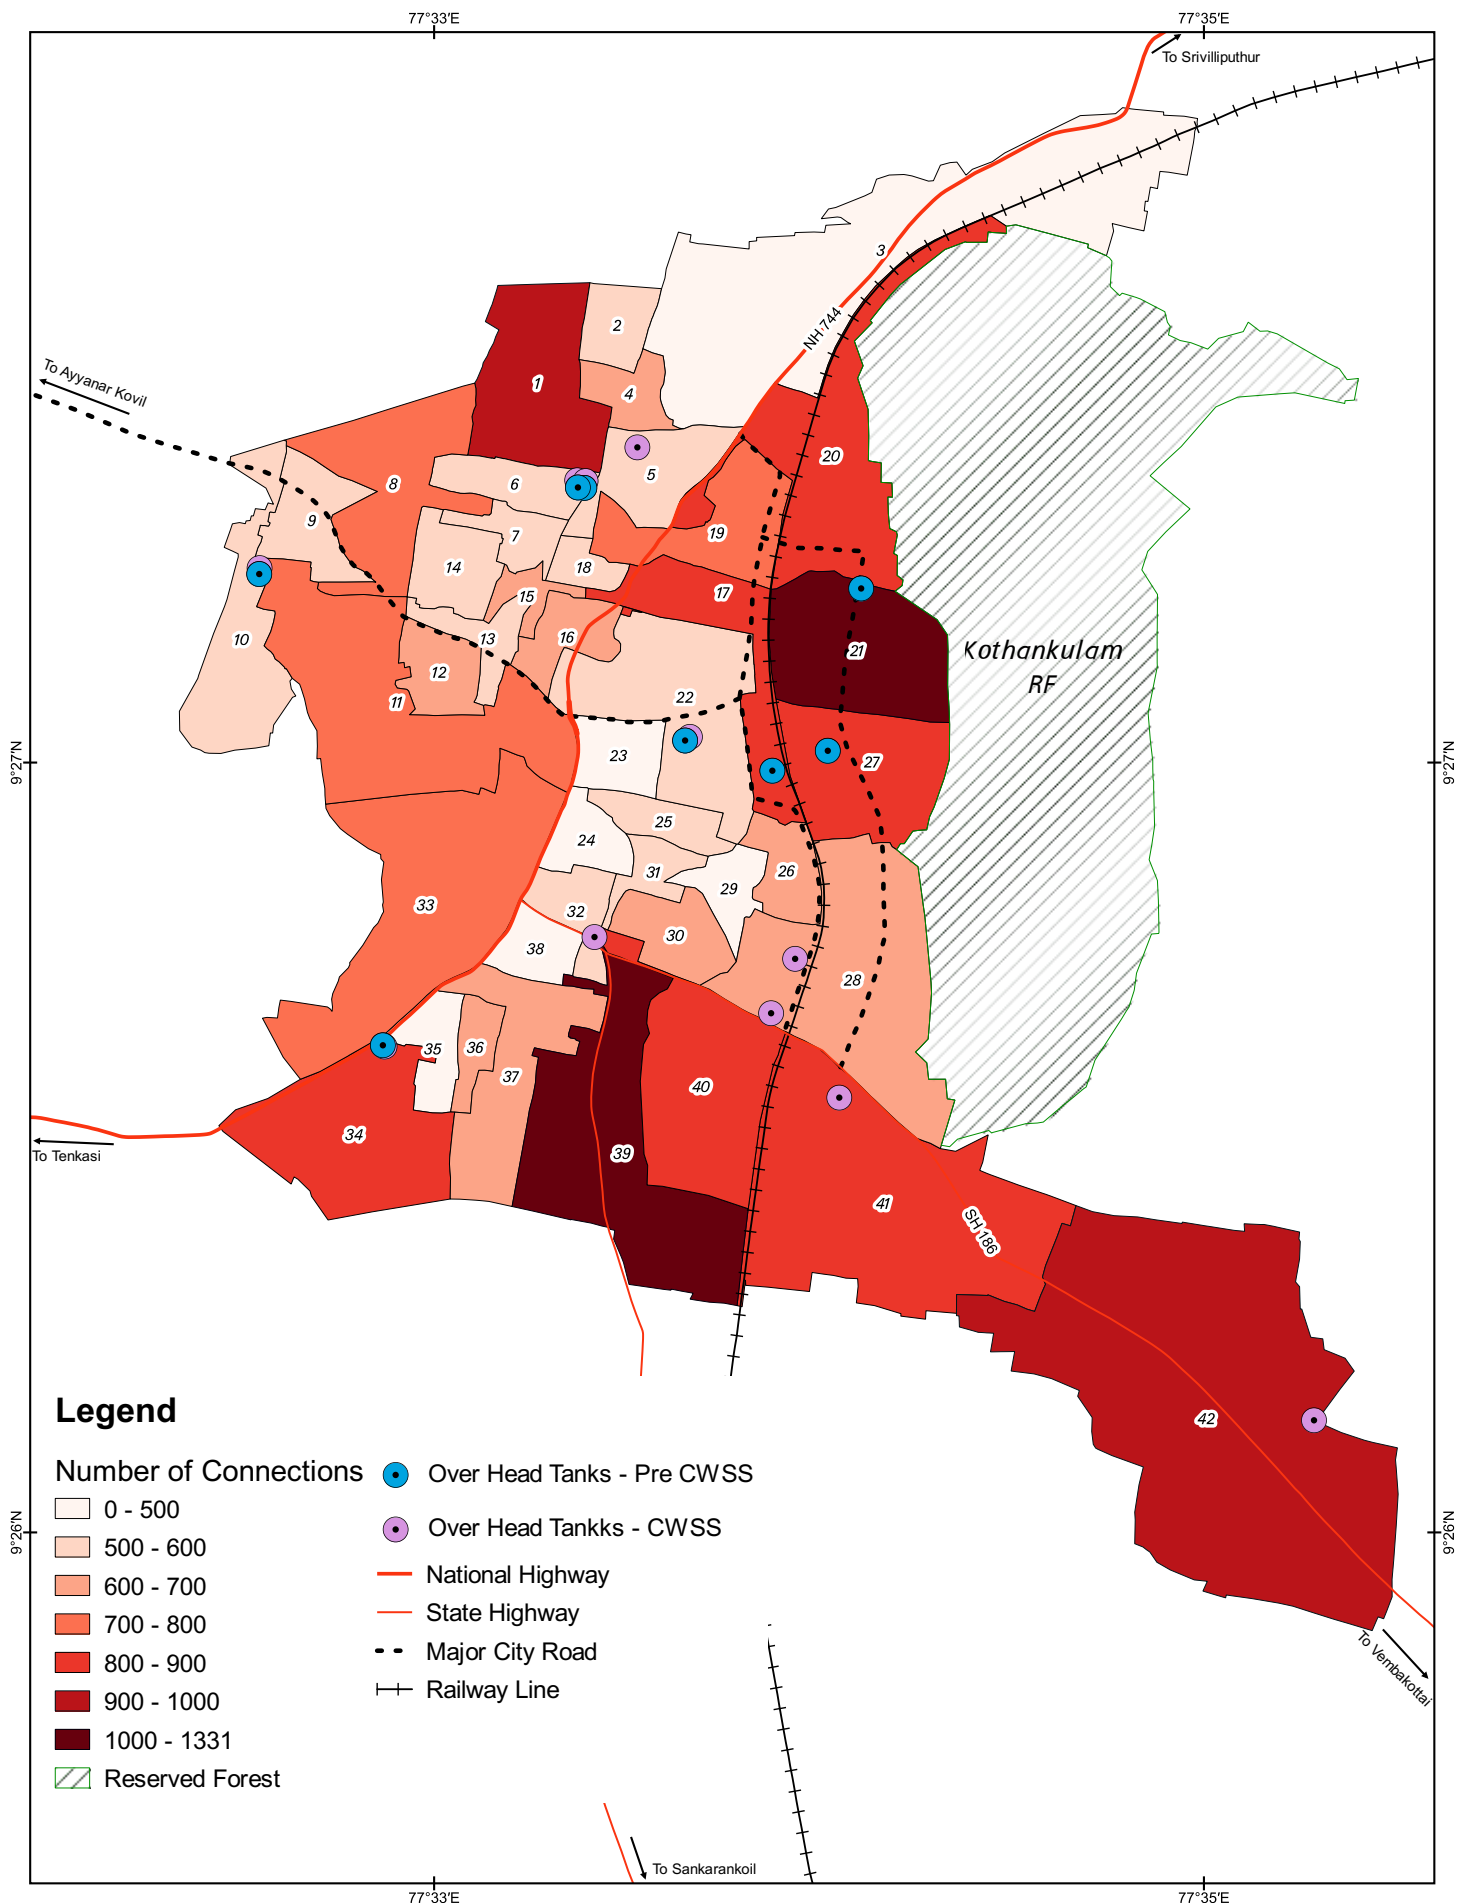 77°33'E
77°35'E
To Srivilliputhur
3
NH 744
2
1
4
To Ayyanar Kovil
20
5
8
6
9
19
7
14
18
15
17
10
13
16
21
Kothankulam
RF
12
11
22
9°27'N
23
27
9°27'N
25
24
31
26
29
33
32
30
38
28
35
36
37
40
34
39
To Tenkasi
41
SH 186
42
Legend
Number of Connections
0 - 500
500 - 600
600 - 700
700 - 800
800 - 900
900 - 1000
1000 - 1331
Reserved Forest
Over Head Tanks - Pre CWSS
Over Head Tankks - CWSS
National Highway
State Highway
Major City Road
Railway Line
9°26'N
9°26'N
To Vembakottai
To Sankarankoil
77°33'E
77°35'E